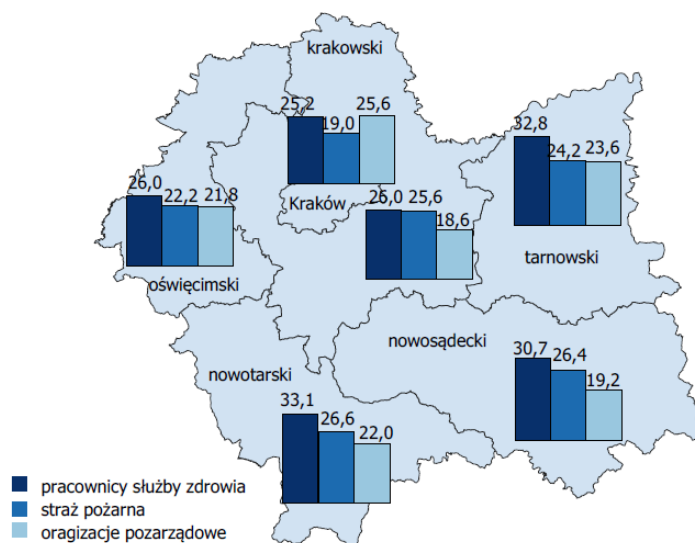 krakowski
25,2 19,0 25,6
Kraków
32,8 24,2 23,6
tarnowski
26,0 22,2 21,8
oświęcimski
26,0 25,6 18,6
nowosądecki
30,7 26,4 19,2
nowotarski
33,1 26,6 22,0
pracownicy służby zdrowia
straż pożarna
oragizacje pozarządowe